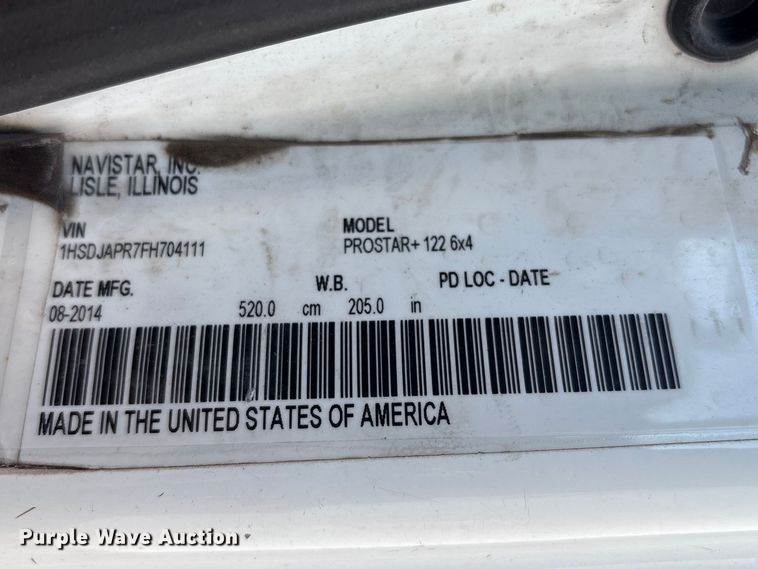 NAVISTAR, INC.
LISLE, ILLINOIS
VIN MODEL
1HSDJAPR7FH704111 PROSTAR+ 122 6x4
DATE MFG. W.B. PD LOC - DATE
08-2014 520.0 cm 205.0 in
MADE IN THE UNITED STATES OF AMERICA
Purple Wave Auction